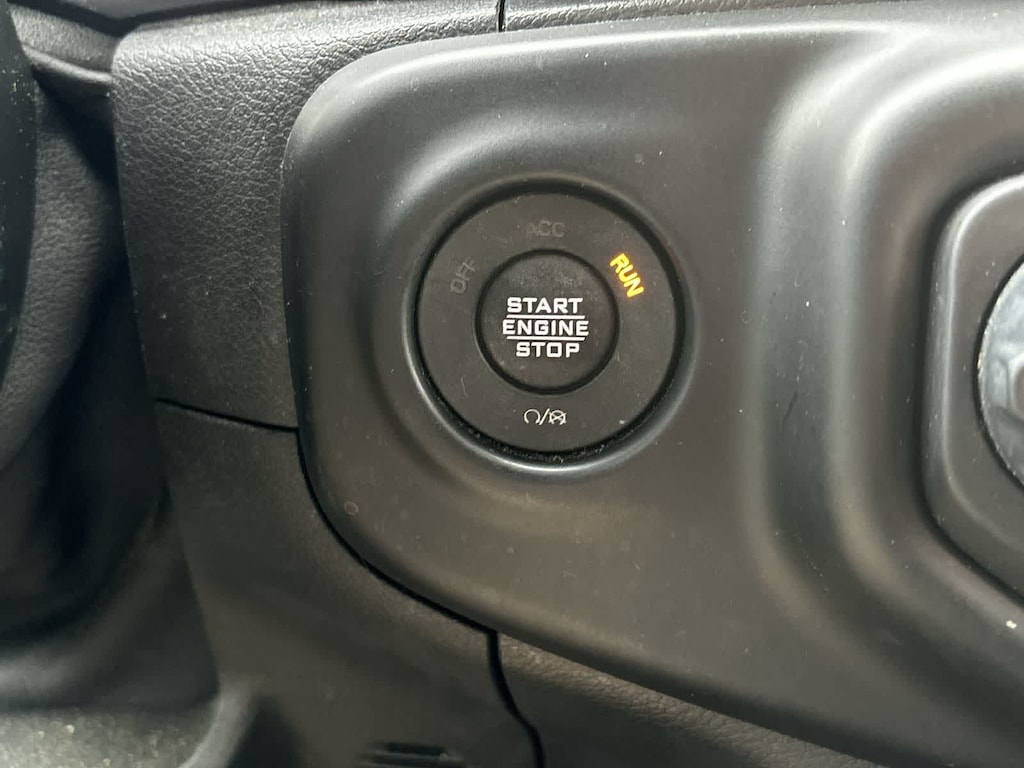 ACC
OFF
RUN
START
ENGINE
STOP